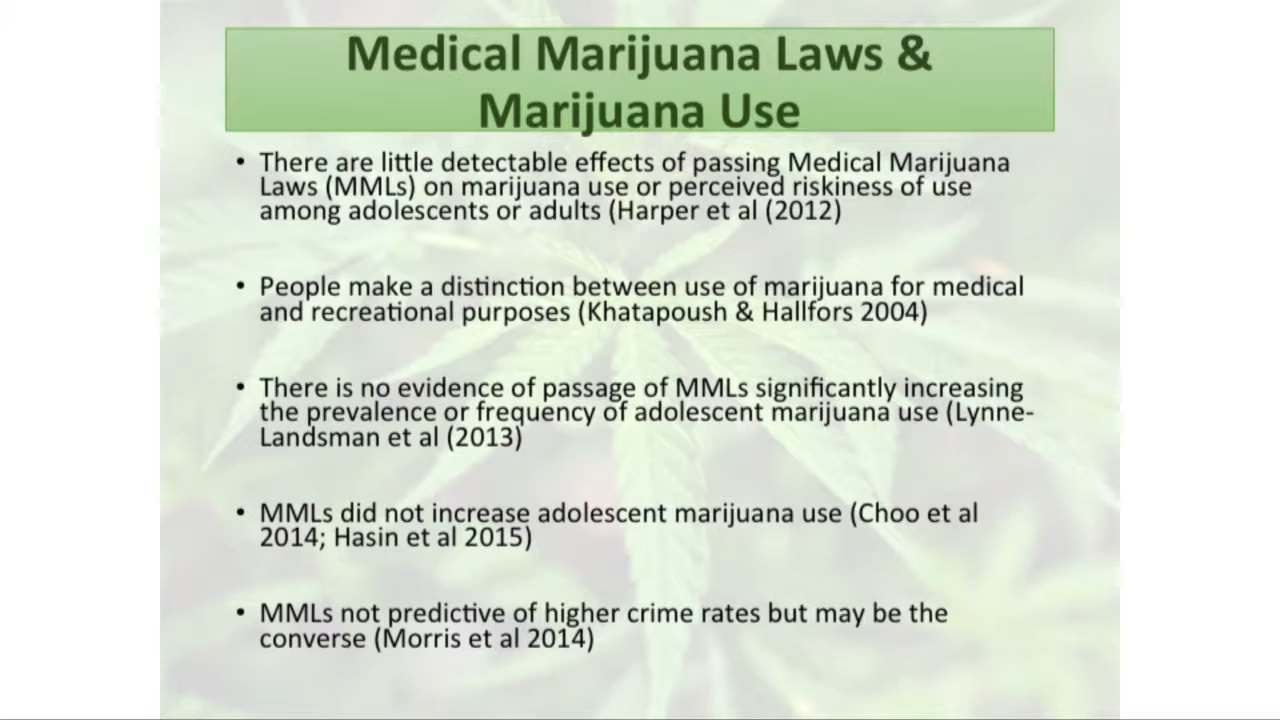 Medical Marijuana Laws &
Marijuana Use
• There are little detectable effects of passing Medical Marijuana
Laws (MMLs) on marijuana use or perceived riskiness of use
among adolescents or adults (Harper et al (2012)
• People make a distinction between use of marijuana for medical
and recreational purposes (Khatapoush & Hallfors 2004)
• There is no evidence of passage of MMLs significantly increasing
the prevalence or frequency of adolescent marijuana use (Lynne-
Landsman et al (2013)
• MMLs did not increase adolescent marijuana use (Choo et al
2014; Hasin et al 2015)
• MMLs not predictive of higher crime rates but may be the
converse (Morris et al 2014)